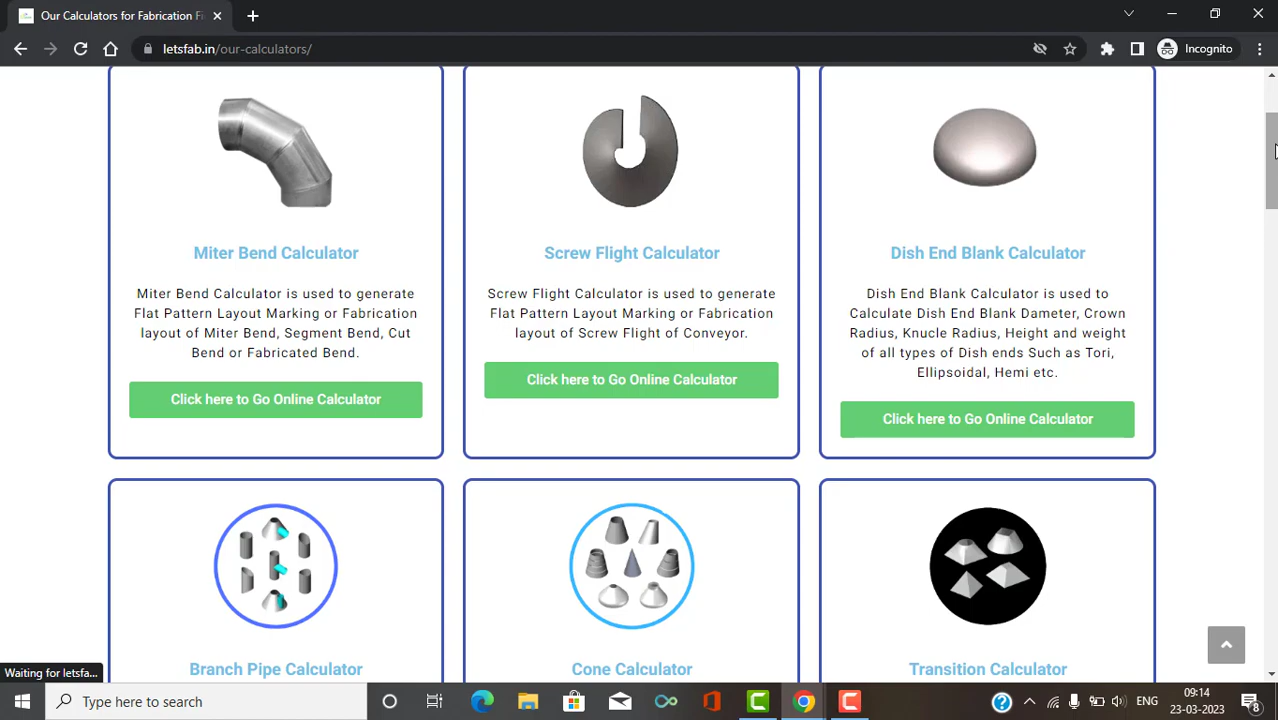 Our Calculators for Fabrication Fi
letsfab.in/our-calculators/
Incognito
Miter Bend Calculator
Miter Bend Calculator is used to generate
Flat Pattern Layout Marking or Fabrication
layout of Miter Bend, Segment Bend, Cut
Bend or Fabricated Bend.
Click here to Go Online Calculator
Screw Flight Calculator
Screw Flight Calculator is used to generate
Flat Pattern Layout Marking or Fabrication
layout of Screw Flight of Conveyor.
Click here to Go Online Calculator
Dish End Blank Calculator
Dish End Blank Calculator is used to
Calculate Dish End Blank Dameter, Crown
Radius, Knucle Radius, Height and weight
of all types of Dish ends Such as Tori,
Ellipsoidal, Hemi etc.
Click here to Go Online Calculator
Branch Pipe Calculator
Cone Calculator
Transition Calculator
Waiting for letsfa...
Type here to search
ENG
09:14
23-03-2023
8